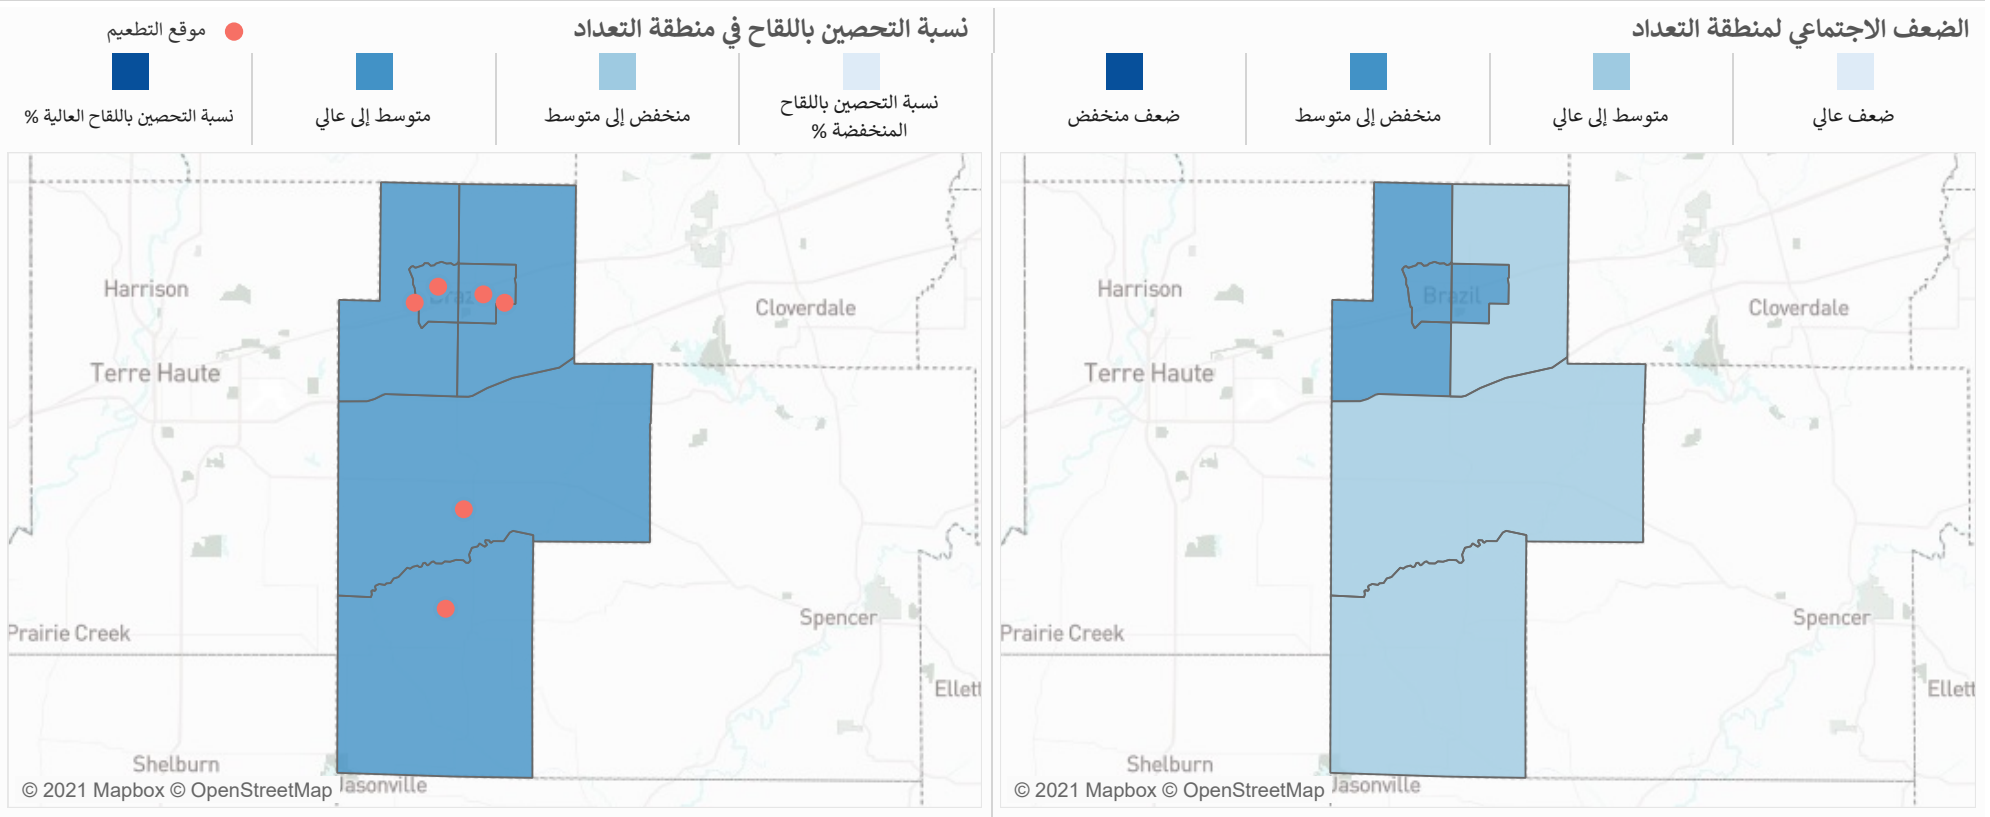 الضعف الاجتماعي لمنطقة التعداد
ضعف عالي
متوسط إلى عالي
منخفض إلى متوسط
ضعف منخفض
Harrison
Brazil
Cloverdale
Terre Haute
Prairie Creek
Spencer
Ellett
Shelburn
Jasonville
© 2021 Mapbox © OpenStreetMap
نسبة التحصين باللقاح في منطقة التعداد
موقع التطعيم
نسبة التحصين باللقاح
المنخفضة %
منخفض إلى متوسط
متوسط إلى عالي
نسبة التحصين باللقاح العالية %
Harrison
Braz
Cloverdale
Terre Haute
Prairie Creek
Spencer
Ellett
Shelburn
Jasonville
© 2021 Mapbox © OpenStreetMap